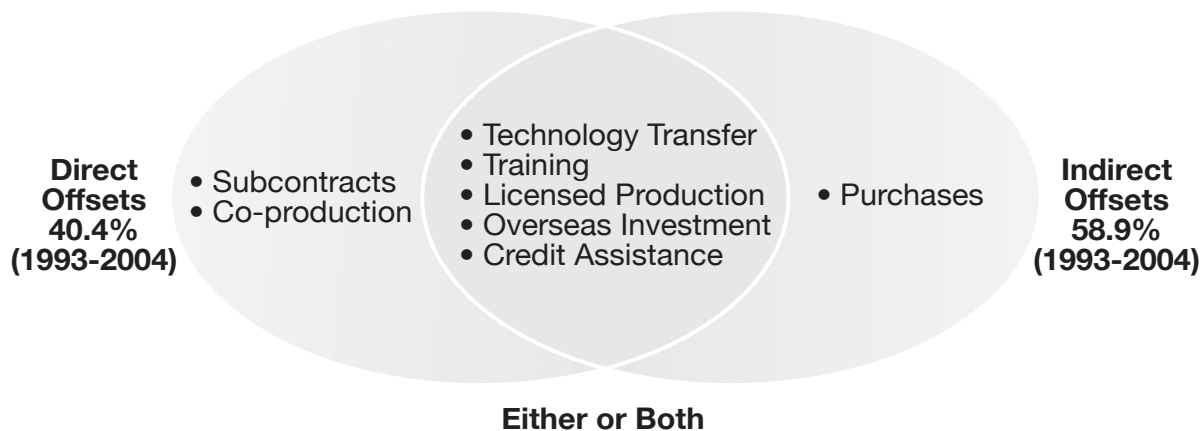 Direct
Offsets
40.4%
(1993-2004)
• Subcontracts
• Co-production
• Technology Transfer
• Training
• Licensed Production
• Overseas Investment
• Credit Assistance
• Purchases
Indirect
Offsets
58.9%
(1993-2004)
Either or Both